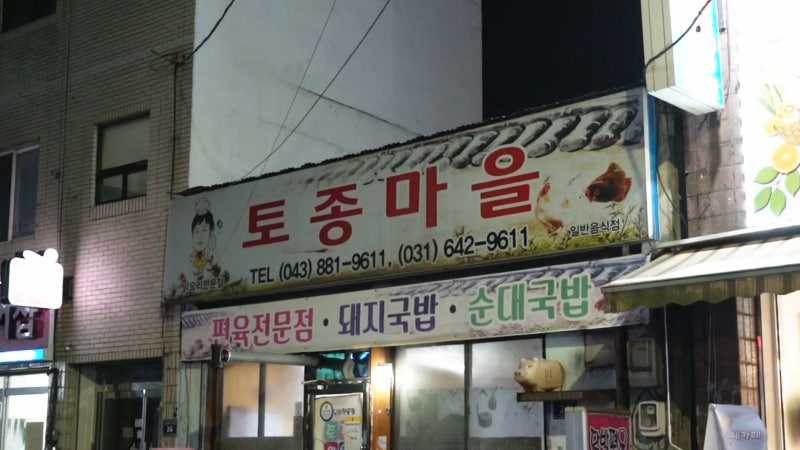 토종마을
일반음식점
TEL (043) 881-9611, (031) 642-9611
편육전문점 · 돼지국밥 · 순대국밥
26